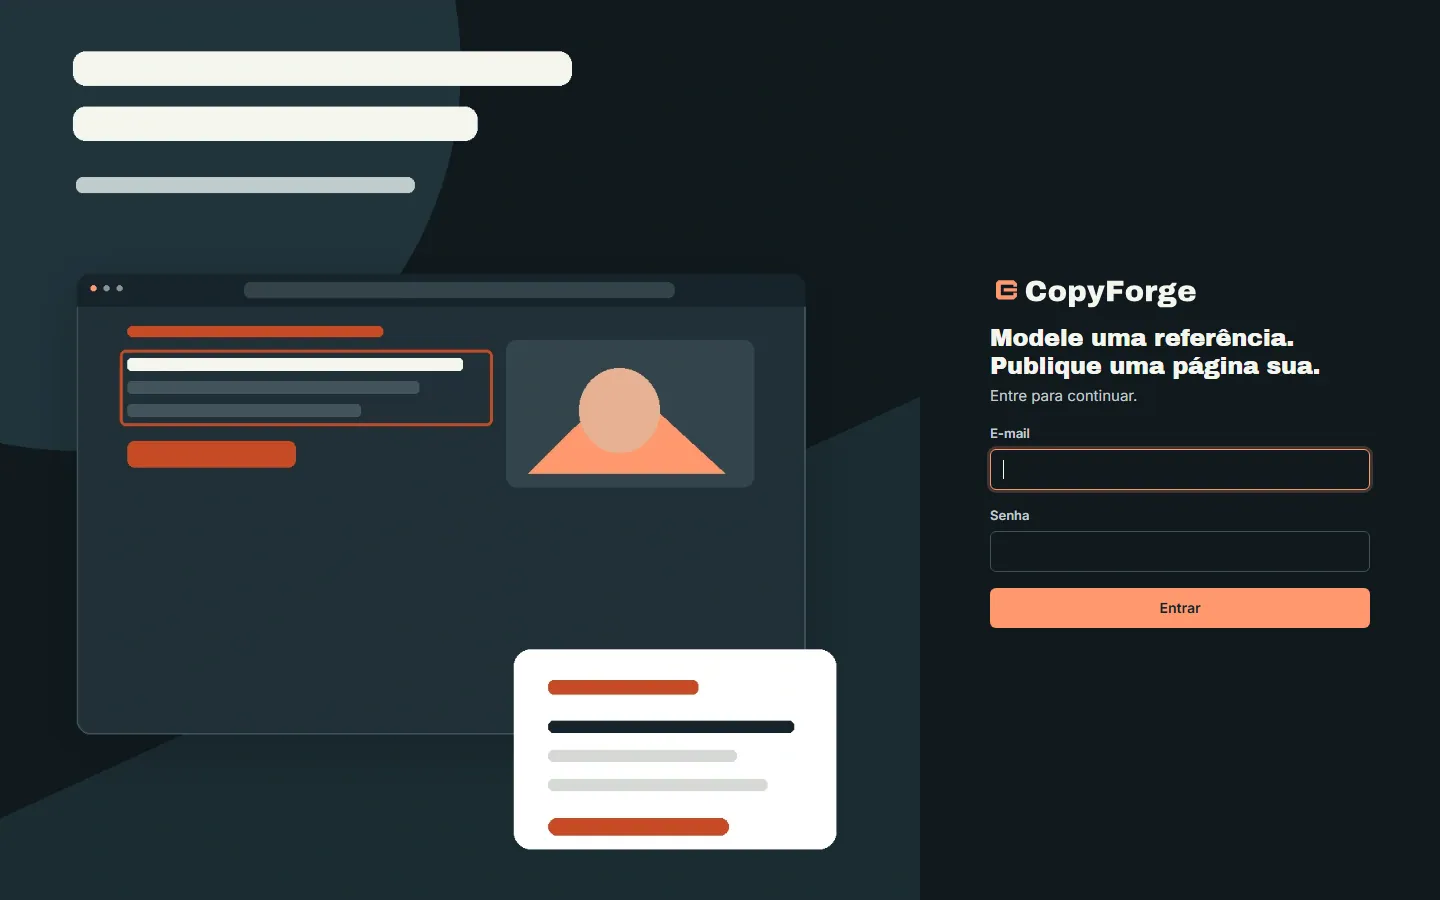 CopyForge
Modele uma referência.
Publique uma página sua.
Entre para continuar.
E-mail
Senha
Entrar